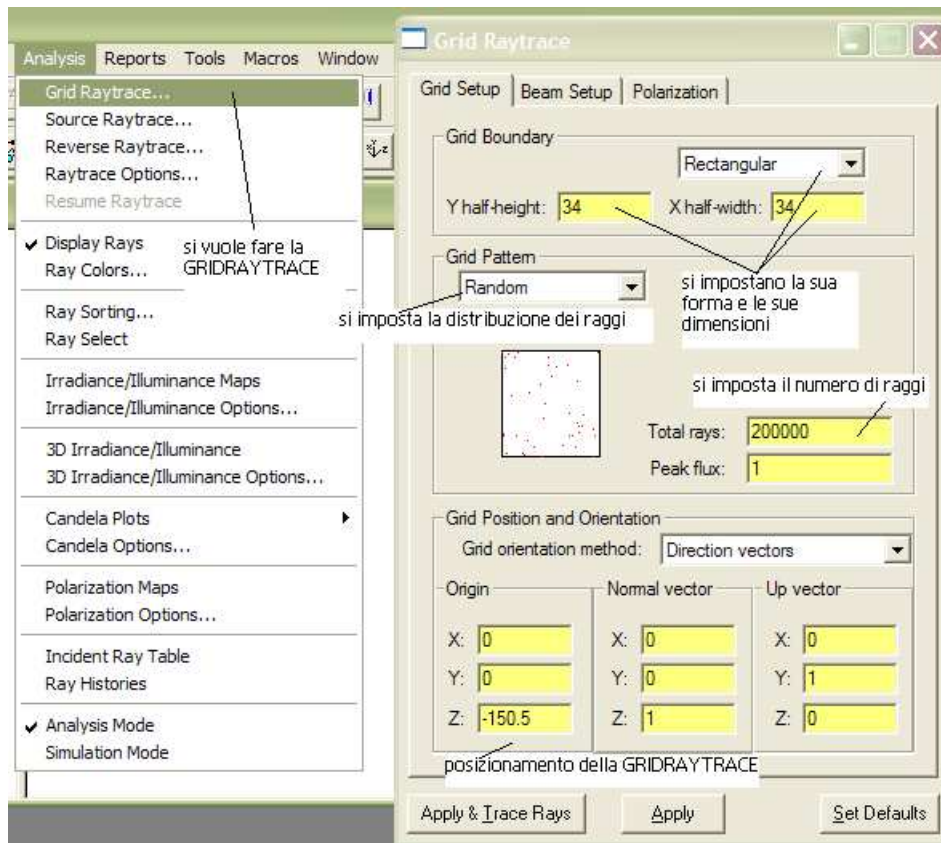 Analysis Reports Tools Macros Window
Grid Raytrace...
Source Raytrace...
Reverse Raytrace...
Raytrace Options...
Resume Raytrace
Display Rays
Ray Colors...
Ray Sorting...
Ray Select
Irradiance/Illuminance Maps
Irradiance/Illuminance Options...
3D Irradiance/Illuminance
3D Irradiance/Illuminance Options...
Candela Plots
Candela Options...
Polarization Maps
Polarization Options...
Incident Ray Table
Ray Histories
Analysis Mode
Simulation Mode
si vuole fare la
GRIDRAYTRACE
Grid Raytrace
Grid Setup Beam Setup Polarization
Grid Boundary
Rectangular
Y half-height: 34 X half-width: 34
Grid Pattern
Random
si impostano la sua
forma e le sue
dimensioni
si imposta la distribuzione dei raggi
si imposta il numero di raggi
Total rays: 200000
Peak flux: 1
Grid Position and Orientation
Grid orientation method: Direction vectors
Origin Normal vector Up vector
X: 0 X: 0 X: 0
Y: 0 Y: 0 Y: 1
Z: -150.5 Z: 1 Z: 0
posizionamento della GRIDRAYTRACE
Apply & Trace Rays Apply Set Defaults